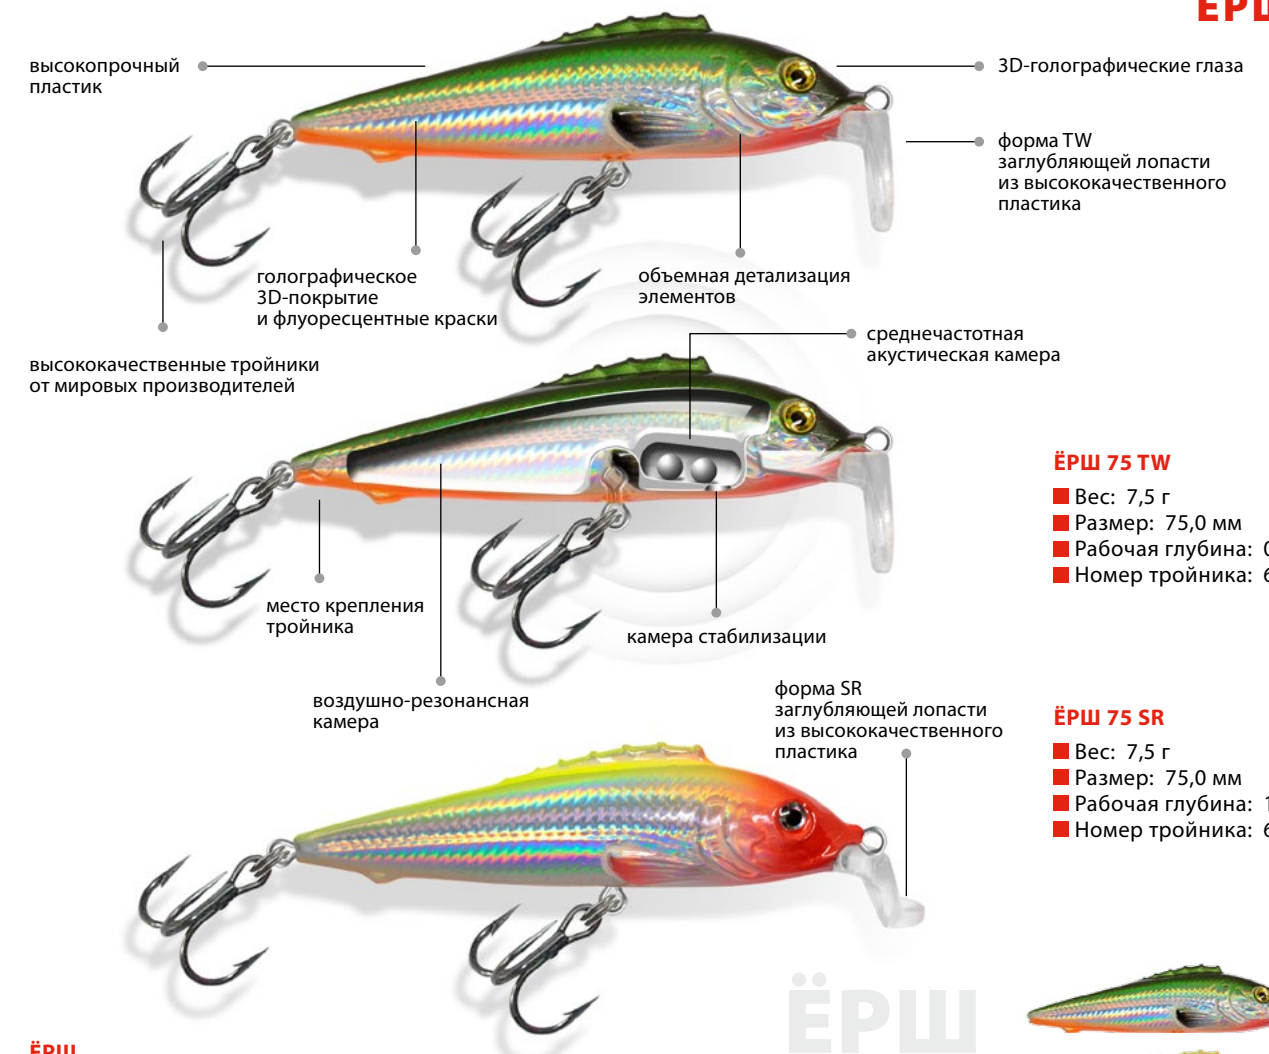 ЁРШ
высокопрочный
пластик
3D-голографические глаза
форма TW
заглубляющей лопасти
из высококачественного
пластика
голографическое
3D-покрытие
и флуоресцентные краски
объемная детализация
элементов
высококачественные тройники
от мировых производителей
среднечастотная
акустическая камера
место крепления
тройника
камера стабилизации
воздушно-резонансная
камера
ЁРШ 75 TW
Вес: 7,5 г
Размер: 75,0 мм
Рабочая глубина:
Номер тройника:
форма SR
заглубляющей лопасти
из высококачественного
пластика
ЁРШ 75 SR
Вес: 7,5 г
Размер: 75,0 мм
Рабочая глубина:
Номер тройника:
ЁРШ
ЁРШ